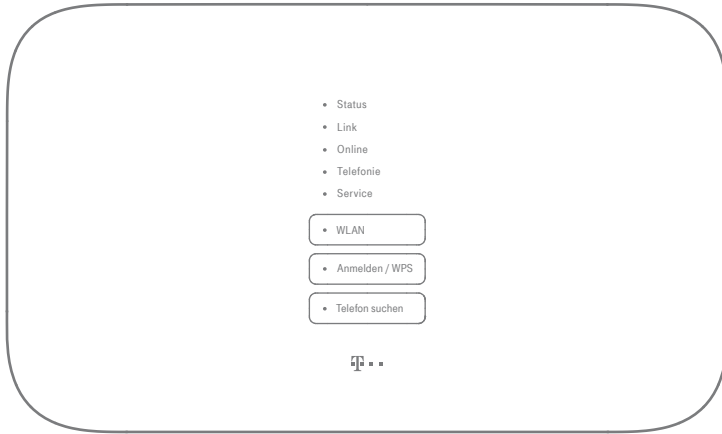 Status
Link
Online
Telefonie
Service
WLAN
Anmelden / WPS
Telefon suchen
T